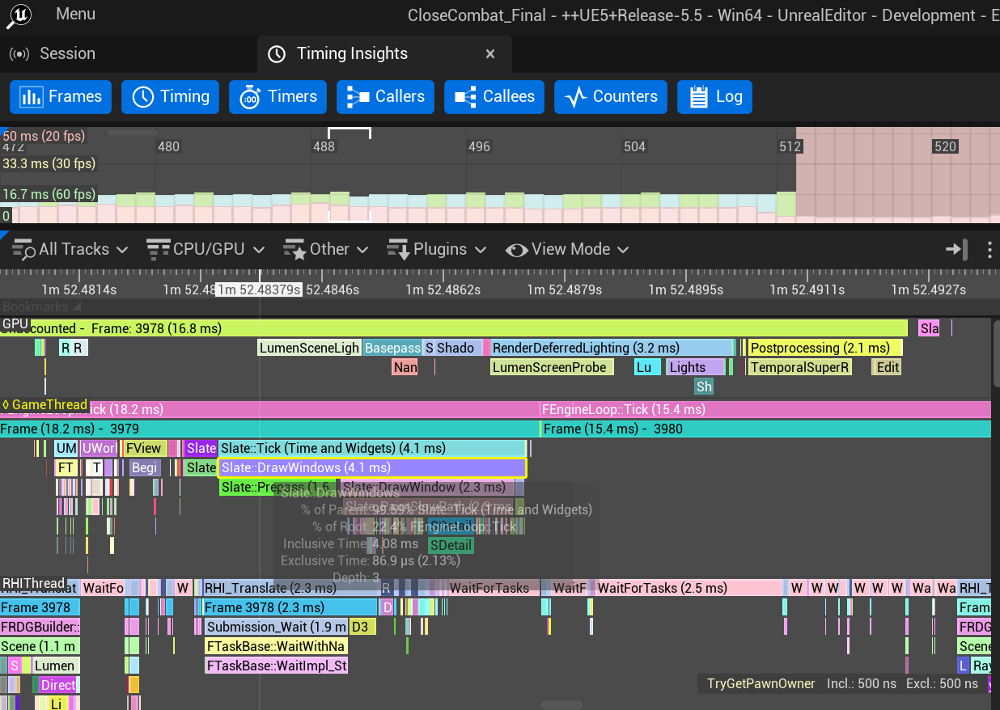 Menu
CloseCombat_Final - ++UE5+Release-5.5 - Win64 - UnrealEditor - Development - E
Session
Timing Insights
Frames Timing Timers Callers Callees Counters Log
50 ms (20 fps)
472 480 488 496 504 512 520
33.3 ms (30 fps)
16.7 ms (60 fps)
0
All Tracks CPU/GPU Other Plugins View Mode
1m 52.4814s 1m 52.48 1m 52.48379s 52.4846s 1m 52.4862s 1m 52.4879s 1m 52.4895s 1m 52.4911s 1m 52.4927s
Bookmarks
GPU
counted - Frame: 3978 (16.8 ms) Sla
R R LumenSceneLigh Basepass S Shado RenderDeferredLighting (3.2 ms) Postprocessing (2.1 ms)
Nan LumenScreenProbe Lu Lights TemporalSuperR Edit
Sh
GameThread
ick (18.2 ms) FEngineLoop::Tick (15.4 ms)
Frame (18.2 ms) - 3979 Frame (15.4 ms) - 3980
UM UWorl FView Slate Slate::Tick (Time and Widgets) (4.1 ms)
FT T Begi Slate Slate::DrawWindows (4.1 ms)
Slate::Prepass (1.6 Slate::DrawWindow (2.3 ms)
Slate::DrawWindows
% of Parent: 99.59% Slate::Tick (Time and Widgets)
% of Root: 22.4% FEngineLoop::Tick
SDetail
Inclusive Time: 4.08 ms
SDetail
Exclusive Time: 86.9 µs (2.13%)
Depth: 3
RHIThread
RHI_Translat WaitFo W RHI_Translate (2.3 ms) R WaitForTasks WaitF WaitForTasks (2.5 ms) W W W W W W Wa Wa RHI_T
Frame 3978 Frame 3978 (2.3 ms) D Fram
FRDGBuilder:: Submission_Wait (1.9 m D3 FRDG
Scene (1.1 m FTaskBase::WaitWithNa Scene
S Lumen FTaskBase::WaitImpl_St L Ray
Direct
TryGetPawnOwner Incl.: 500 ns Excl.: 500 ns
Li